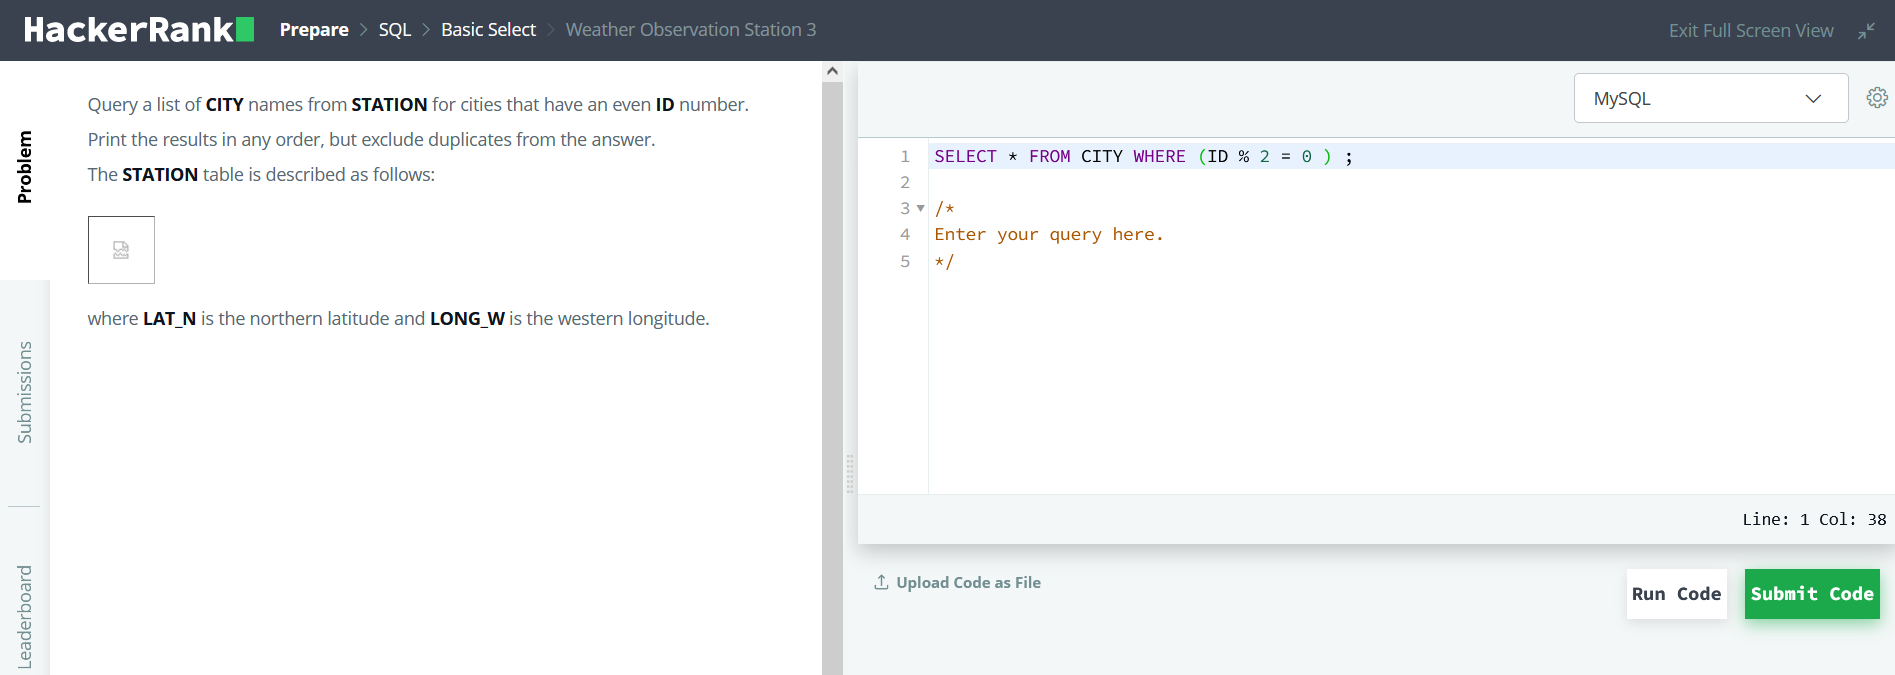 HackerRank
Prepare > SQL > Basic Select > Weather Observation Station 3
Exit Full Screen View
Problem
Submissions
Leaderboard
Query a list of CITY names from STATION for cities that have an even ID number.
Print the results in any order, but exclude duplicates from the answer.
The STATION table is described as follows:
where LAT_N is the northern latitude and LONG_W is the western longitude.
MySQL
1 SELECT * FROM CITY WHERE (ID % 2 = 0 ) ;
2
3 /*
4 Enter your query here.
5 */
Line: 1 Col: 38
Upload Code as File
Run Code
Submit Code